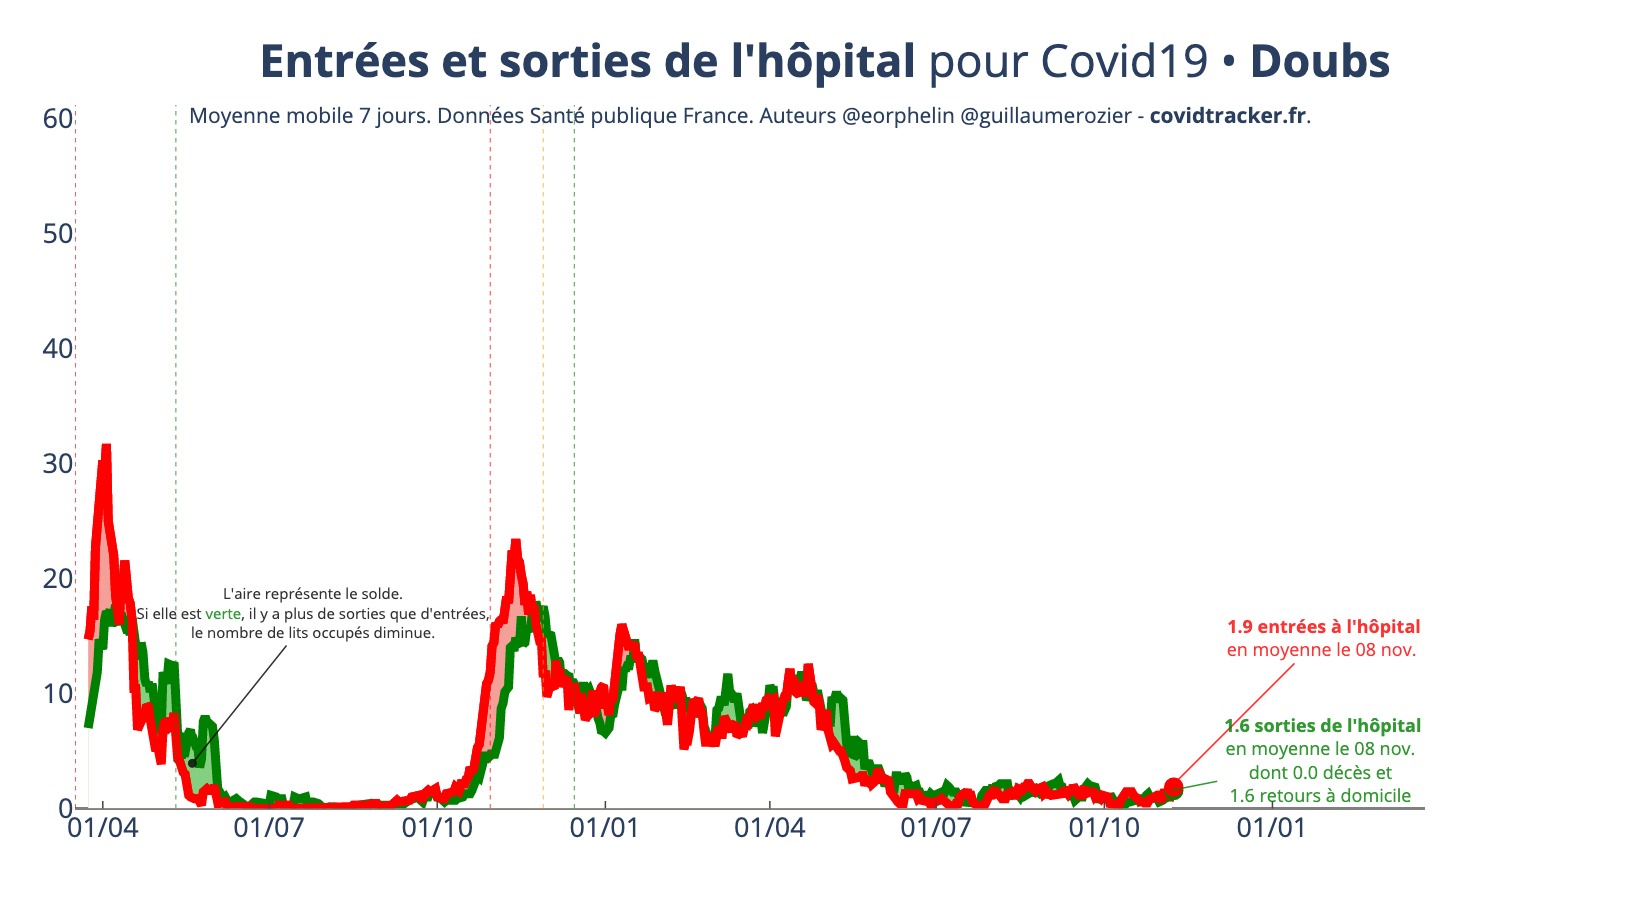 Entrées et sorties de l'hôpital pour Covid19 • Doubs
Moyenne mobile 7 jours. Données Santé publique France. Auteurs @eorphelin @guillaumerozier - covidtracker.fr.
60
50
40
30
20
10
0
L'aire représente le solde.
Si elle est verte, il y a plus de sorties que d'entrées,
le nombre de lits occupés diminue.
1.9 entrées à l'hôpital
en moyenne le 08 nov.
1.6 sorties de l'hôpital
en moyenne le 08 nov.
dont 0.0 décès et
1.6 retours à domicile
01/04 01/07 01/10 01/01 01/04 01/07 01/10 01/01